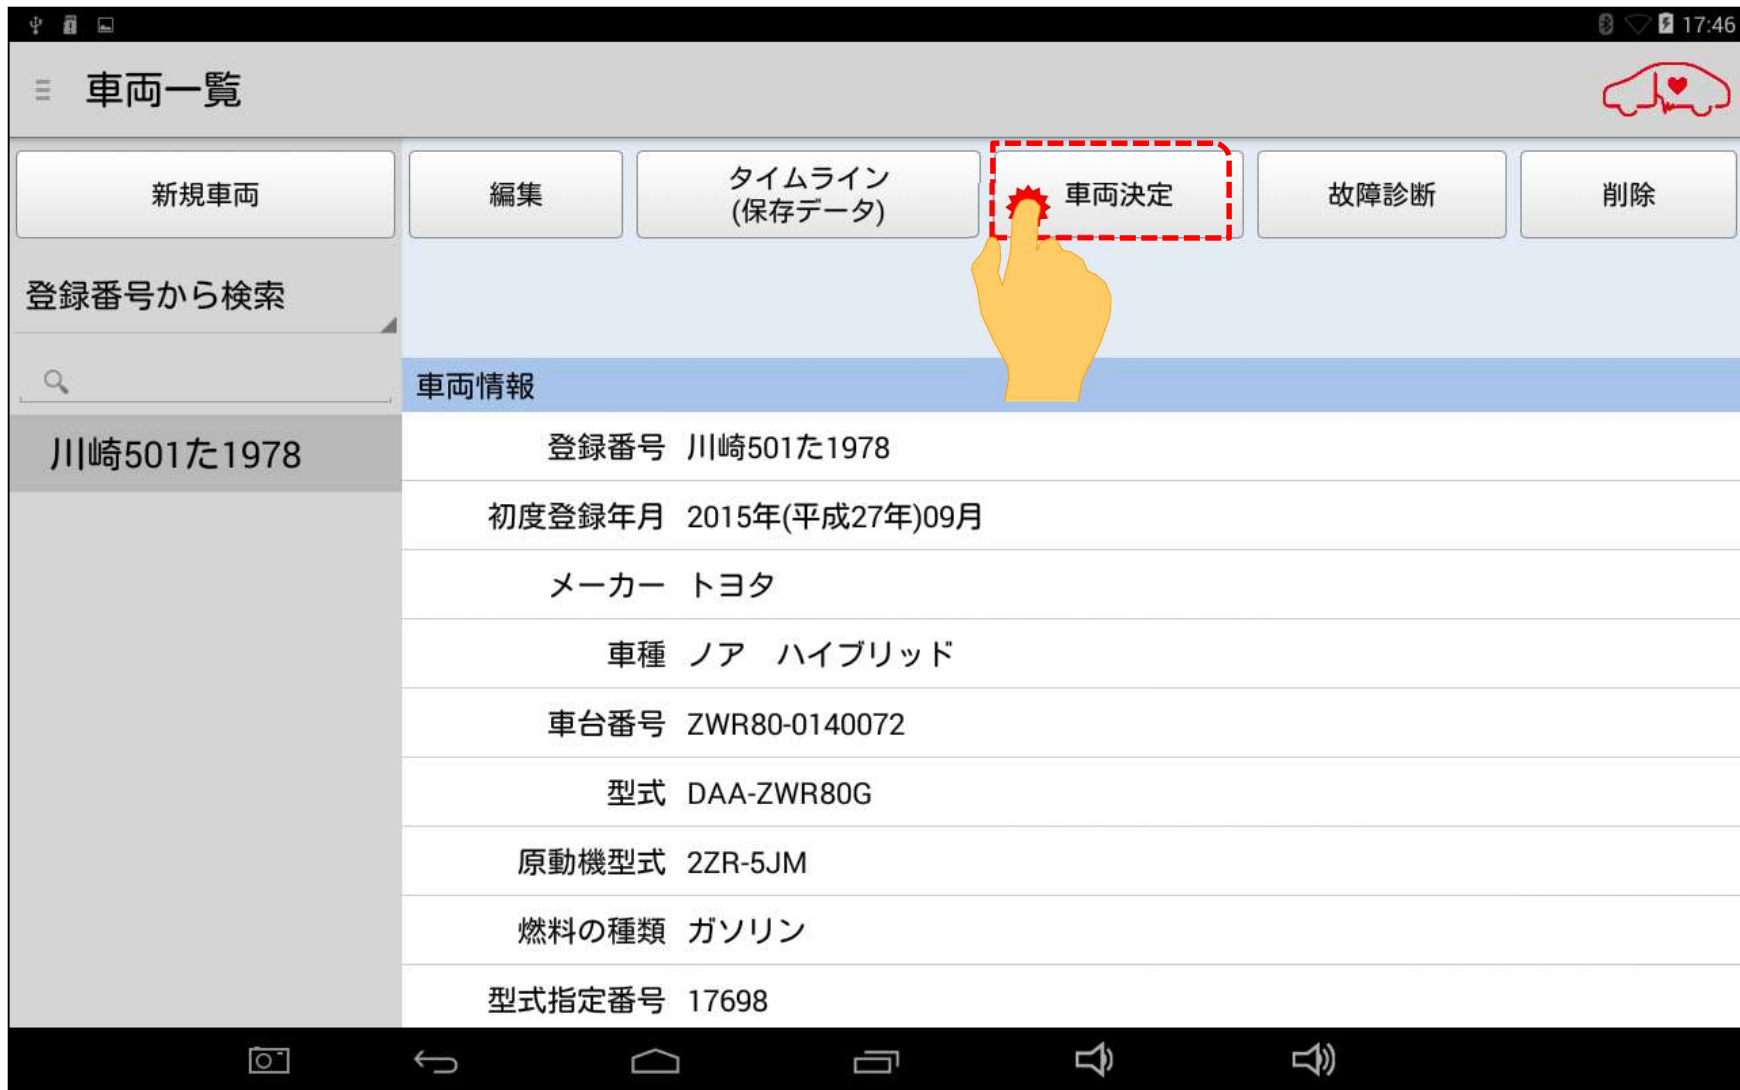 17:46
車両一覧
新規車両
編集
タイムライン
(保存データ)
車両決定
故障診断
削除
登録番号から検索
川崎501た1978
車両情報
登録番号 川崎501た1978
初度登録年月 2015年(平成27年)09月
メーカー トヨタ
車種 ノア　ハイブリッド
車台番号 ZWR80-0140072
型式 DAA-ZWR80G
原動機型式 2ZR-5JM
燃料の種類 ガソリン
型式指定番号 17698